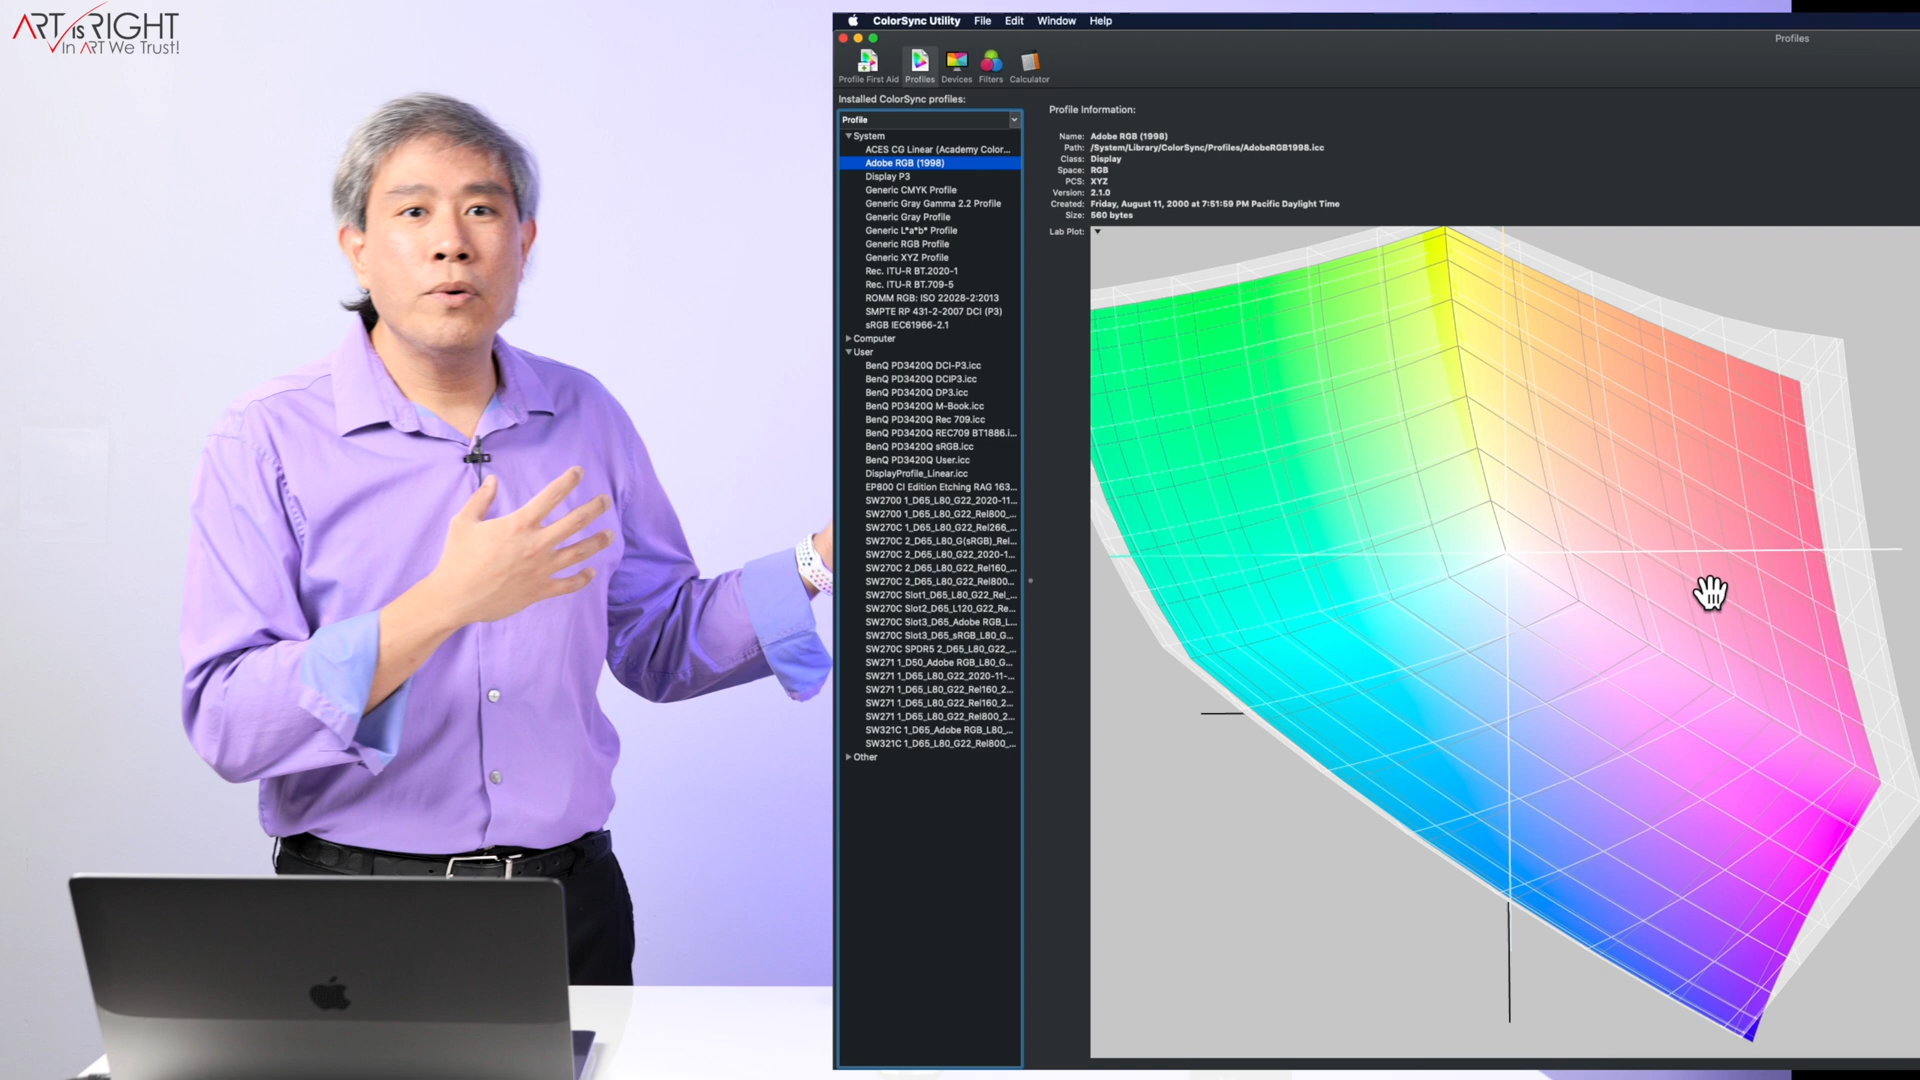 ART is RIGHT
In ART We Trust!
ColorSync Utility File Edit Window Help
Profiles
Profile First Aid Profiles Devices Filters Calculator
Installed ColorSync profiles:
Profile
System
ACES CG Linear (Academy Color...
Adobe RGB (1998)
Display P3
Generic CMYK Profile
Generic Gray Gamma 2.2 Profile
Generic Gray Profile
Generic L*a*b* Profile
Generic RGB Profile
Generic XYZ Profile
Rec. ITU-R BT.2020-1
Rec. ITU-R BT.709-5
ROMM RGB: ISO 22028-2:2013
SMPTE RP 431-2-2007 DCI (P3)
sRGB IEC61966-2.1
Computer
User
BenQ PD3420Q DCI-P3.icc
BenQ PD3420Q DCIP3.icc
BenQ PD3420Q DP3.icc
BenQ PD3420Q M-Book.icc
BenQ PD3420Q Rec 709.icc
BenQ PD3420Q REC709 BT1886.i...
BenQ PD3420Q sRGB.icc
BenQ PD3420Q User.icc
DisplayProfile_Linear.icc
EP800 CI Edition Etching RAG 163...
SW2700 1_D65_L80_G22_2020-11...
SW2700 1_D65_L80_G22_Rel800_...
SW270C 1_D65_L80_G22_Rel266_...
SW270C 2_D65_L80_G(sRGB)_Rel...
SW270C 2_D65_L80_G22_2020-1...
SW270C 2_D65_L80_G22_Rel160_...
SW270C 2_D65_L80_G22_Rel800...
SW270C Slot1_D65_L80_G22_Rel_...
SW270C Slot2_D65_L120_G22_Re...
SW270C Slot3_D65_Adobe RGB_L...
SW270C Slot3_D65_sRGB_L80_G...
SW270C SPDR5 2_D65_L80_G22_...
SW271 1_D50_Adobe RGB_L80_G...
SW271 1_D65_L80_G22_2020-11-...
SW271 1_D65_L80_G22_Rel160_2...
SW271 1_D65_L80_G22_Rel160_2...
SW271 1_D65_L80_G22_Rel800_2...
SW321C 1_D65_Adobe RGB_L80_...
SW321C 1_D65_L80_G22_Rel800_...
Other
Profile Information:
Name: Adobe RGB (1998)
Path: /System/Library/ColorSync/Profiles/AdobeRGB1998.icc
Class: Display
Space: RGB
PCS: XYZ
Version: 2.1.0
Created: Friday, August 11, 2000 at 7:51:59 PM Pacific Daylight Time
Size: 560 bytes
Lab Plot: